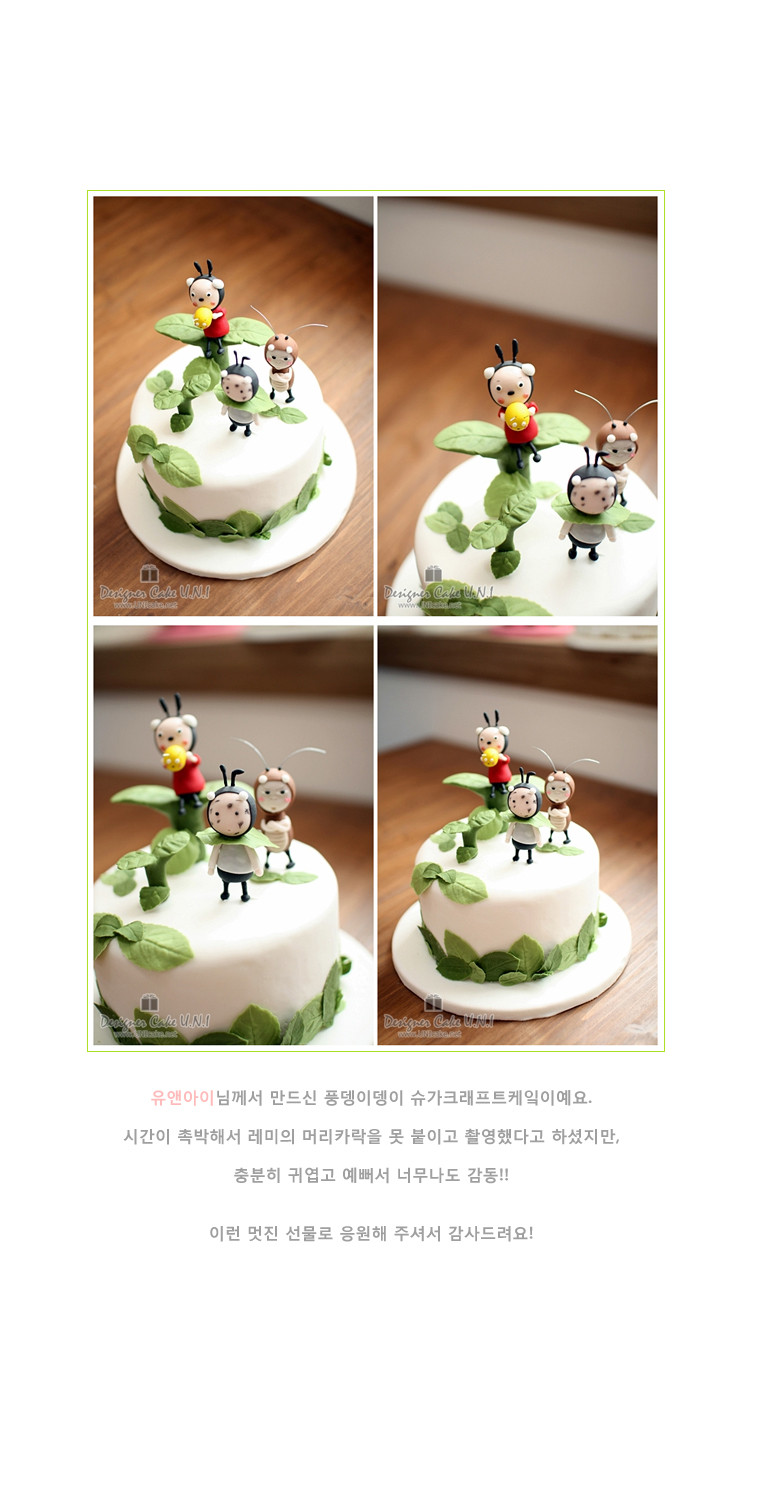 Designer Cake U.N.I
www.UNIcake.net
Designer Cake U.N.I
www.UNIcake.net
Designer Cake U.N.I
www.UNIcake.net
Designer Cake U.N.I
www.UNIcake.net
유앤아이님께서 만드신 풍뎅이뎅이 슈가크래프트케잌이예요.
시간이 촉박해서 레미의 머리카락을 못 붙이고 촬영했다고 하셨지만,
충분히 귀엽고 예뻐서 너무나도 감동!!
이런 멋진 선물로 응원해 주셔서 감사드려요!